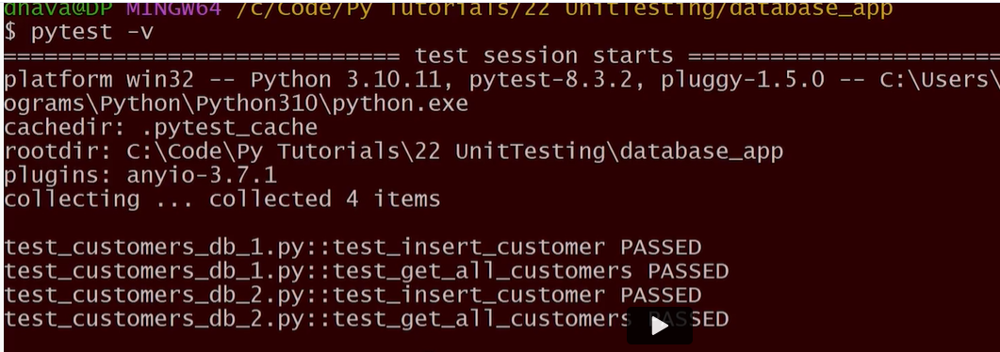 dhava@DP MINGW64 /c/Code/Py Tutorials/22 UnitTesting/database_app
$ pytest -v
============================= test session starts =======================
platform win32 -- Python 3.10.11, pytest-8.3.2, pluggy-1.5.0 -- C:\Users\
ograms\Python\Python310\python.exe
cachedir: .pytest_cache
rootdir: C:\Code\Py Tutorials\22 UnitTesting\database_app
plugins: anyio-3.7.1
collecting ... collected 4 items
test_customers_db_1.py::test_insert_customer PASSED
test_customers_db_1.py::test_get_all_customers PASSED
test_customers_db_2.py::test_insert_customer PASSED
test_customers_db_2.py::test_get_all_customers PASSED